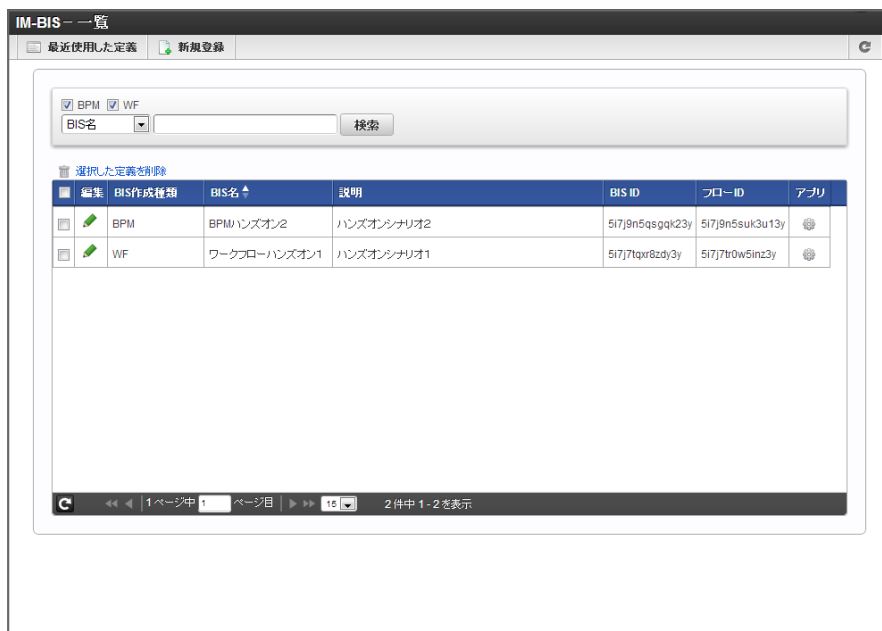 IM-BIS－一覧
最近使用した定義 新規登録
BPM WF
BIS名 検索
選択した定義を削除
編集 BIS作成種類 BIS名 説明 BIS ID フローID アプリ
BPM BPMハンズオン2 ハンズオンシナリオ2 5i7j9n5qsgqk23y 5i7j9n5suk3u13y
WF ワークフローハンズオン1 ハンズオンシナリオ1 5i7j7tqxr8zdy3y 5i7j7tr0w5inz3y
1 ページ中 1 ページ目 15 2 件中 1 - 2 を表示